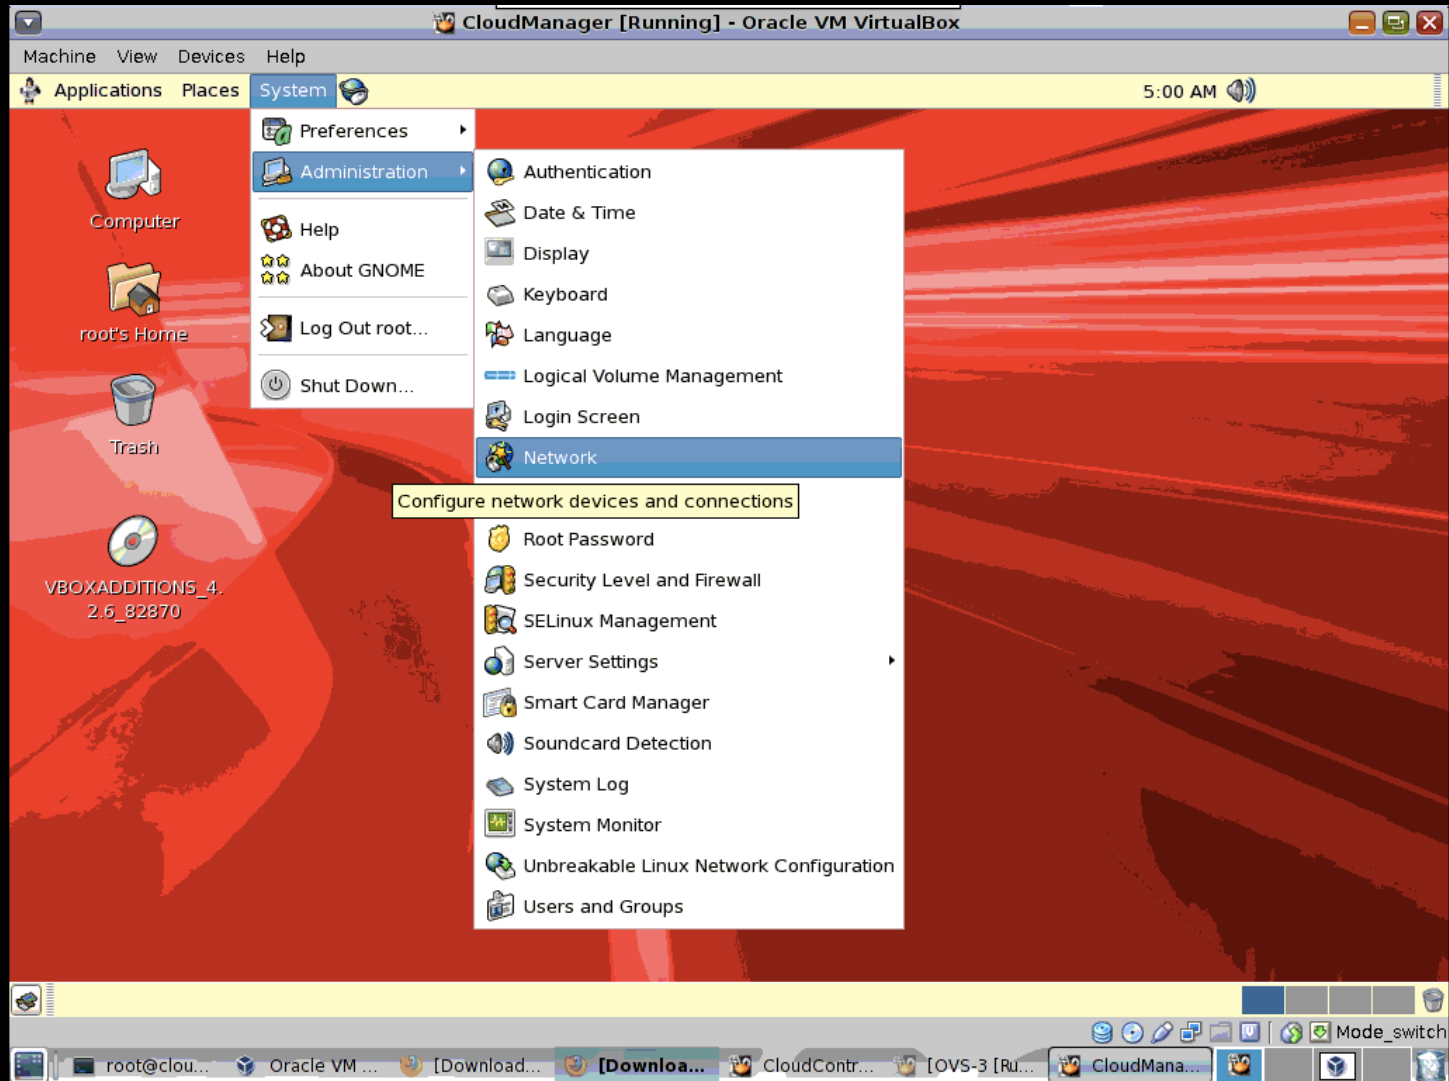 CloudManager [Running] - Oracle VM VirtualBox
Machine View Devices Help
Applications Places System 5:00 AM
Preferences
Administration
Help
About GNOME
Log Out root...
Shut Down...
Authentication
Date & Time
Display
Keyboard
Language
Logical Volume Management
Login Screen
Network
Configure network devices and connections
Root Password
Security Level and Firewall
SELinux Management
Server Settings
Smart Card Manager
Soundcard Detection
System Log
System Monitor
Unbreakable Linux Network Configuration
Users and Groups
Computer
root's Home
Trash
VBOXADDITIONS_4.
2.6_82870
Mode_switch
root@clou... Oracle VM ... [Download... [Downloa... CloudContr... [OVS-3 [Ru... CloudMana...